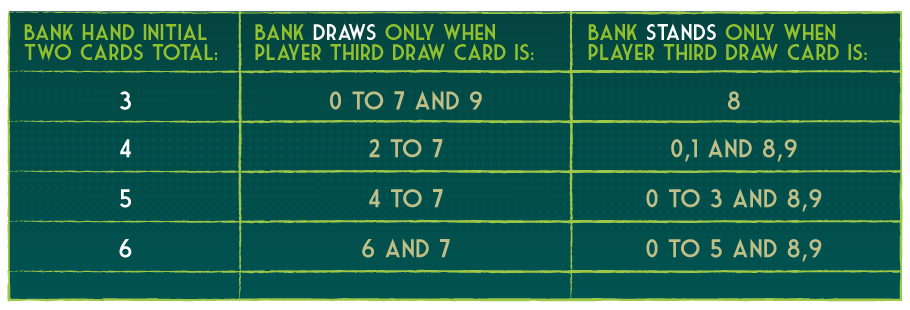 BANK HAND INITIAL
TWO CARDS TOTAL:
BANK DRAWS ONLY WHEN
PLAYER THIRD DRAW CARD IS:
BANK STANDS ONLY WHEN
PLAYER THIRD DRAW CARD IS:
3 0 TO 7 AND 9 8
4 2 TO 7 0,1 AND 8,9
5 4 TO 7 0 TO 3 AND 8,9
6 6 AND 7 0 TO 5 AND 8,9